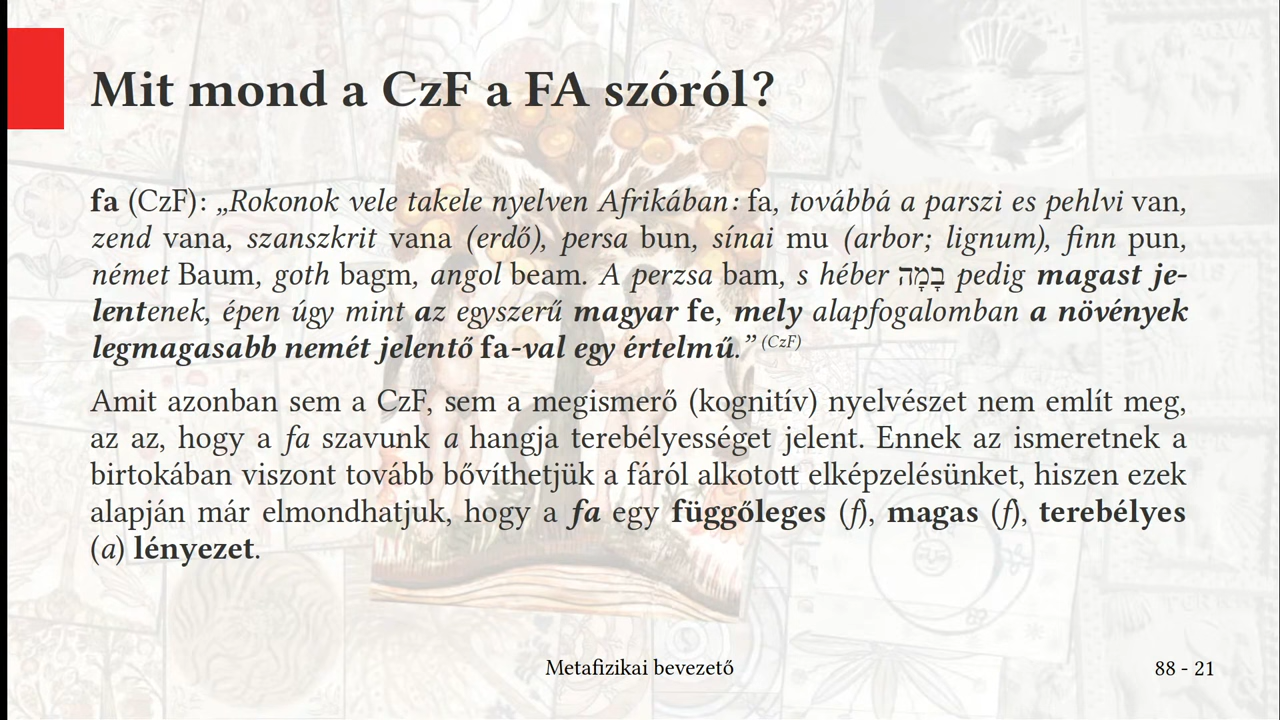 Mit mond a CzF a FA szóról?
fa (CzF): „Rokonok vele takele nyelven Afrikában: fa, továbbá a parszi es pehlvi van,
zend vana, szanszkrit vana (erdő), persa bun, sínai mu (arbor; lignum), finn pun,
német Baum, goth bagm, angol beam. A perzsa bam, s héber בָּמָה pedig magast je-
lentenek, épen úgy mint az egyszerű magyar fe, mely alapfogalomban a növények
legmagasabb nemét jelentő fa-val egy értelmű.” (CzF)
Amit azonban sem a CzF, sem a megismerő (kognitív) nyelvészet nem említ meg,
az az, hogy a fa szavunk a hangja terebélyességet jelent. Ennek az ismeretnek a
birtokában viszont tovább bővíthetjük a fáról alkotott elképzelésünket, hiszen ezek
alapján már elmondhatjuk, hogy a fa egy függőleges (f), magas (f), terebélyes
(a) lényezet.
Metafizikai bevezető
88 - 21